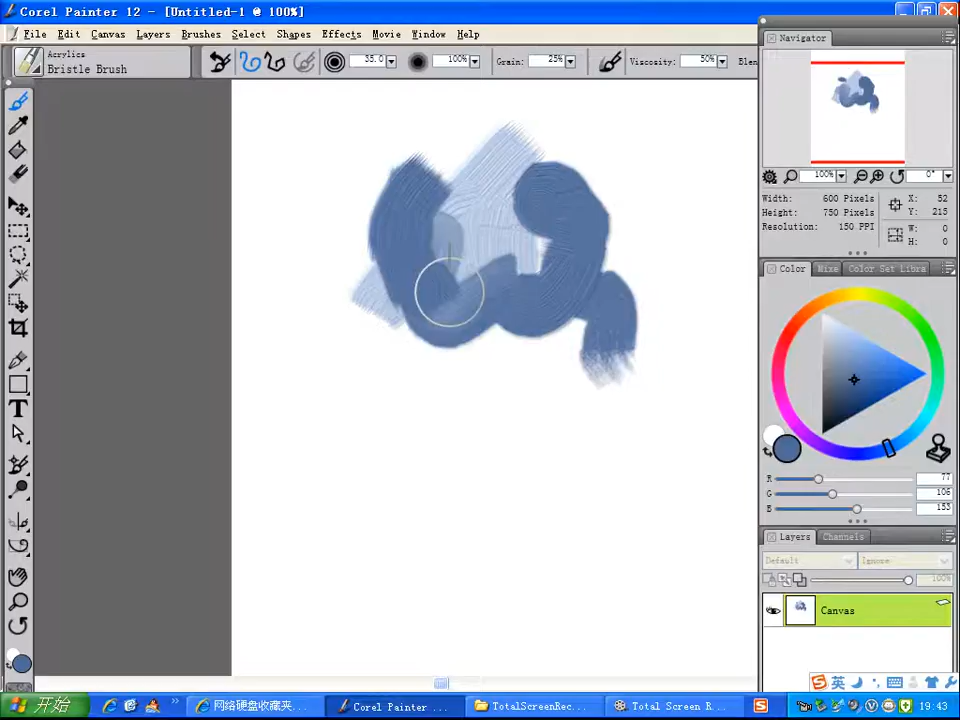 Corel Painter 12 - [Untitled-1 @ 100%]
File Edit Canvas Layers Brushes Select Shapes Effects Movie Window Help
Acrylics
Bristle Brush
35.0 100% Grain: 25% Viscosity: 50% Blen
Navigator
100% 0°
Width: 600 Pixels
Height: 750 Pixels
Resolution: 150 PPI
X: 52
Y: 215
W: 0
H: 0
Color Mixe Color Set Libra
R 77
G 106
B 153
Layers Channels
Default Ignore
100%
Canvas
T
英
开始
网络硬盘收藏夹...
Corel Painter ...
TotalScreenRec...
Total Screen R...
19:43